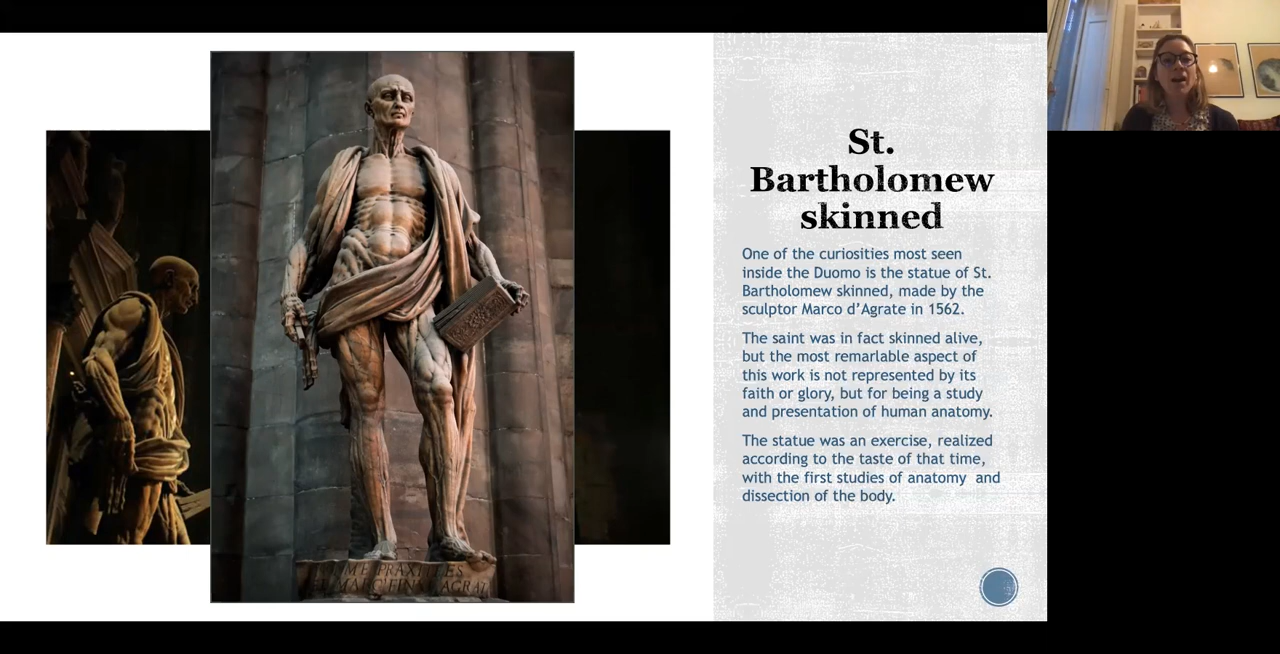 St.
Bartholomew
skinned
One of the curiosities most seen
inside the Duomo is the statue of St.
Bartholomew skinned, made by the
sculptor Marco d'Agrate in 1562.
The saint was in fact skinned alive,
but the most remarkable aspect of
this work is not represented by its
faith or glory, but for being a study
and presentation of human anatomy.
The statue was an exercise, realized
according to the taste of that time,
with the first studies of anatomy  and
dissection of the body.
PRAXITELES
MARC'FINXIT AGRAT